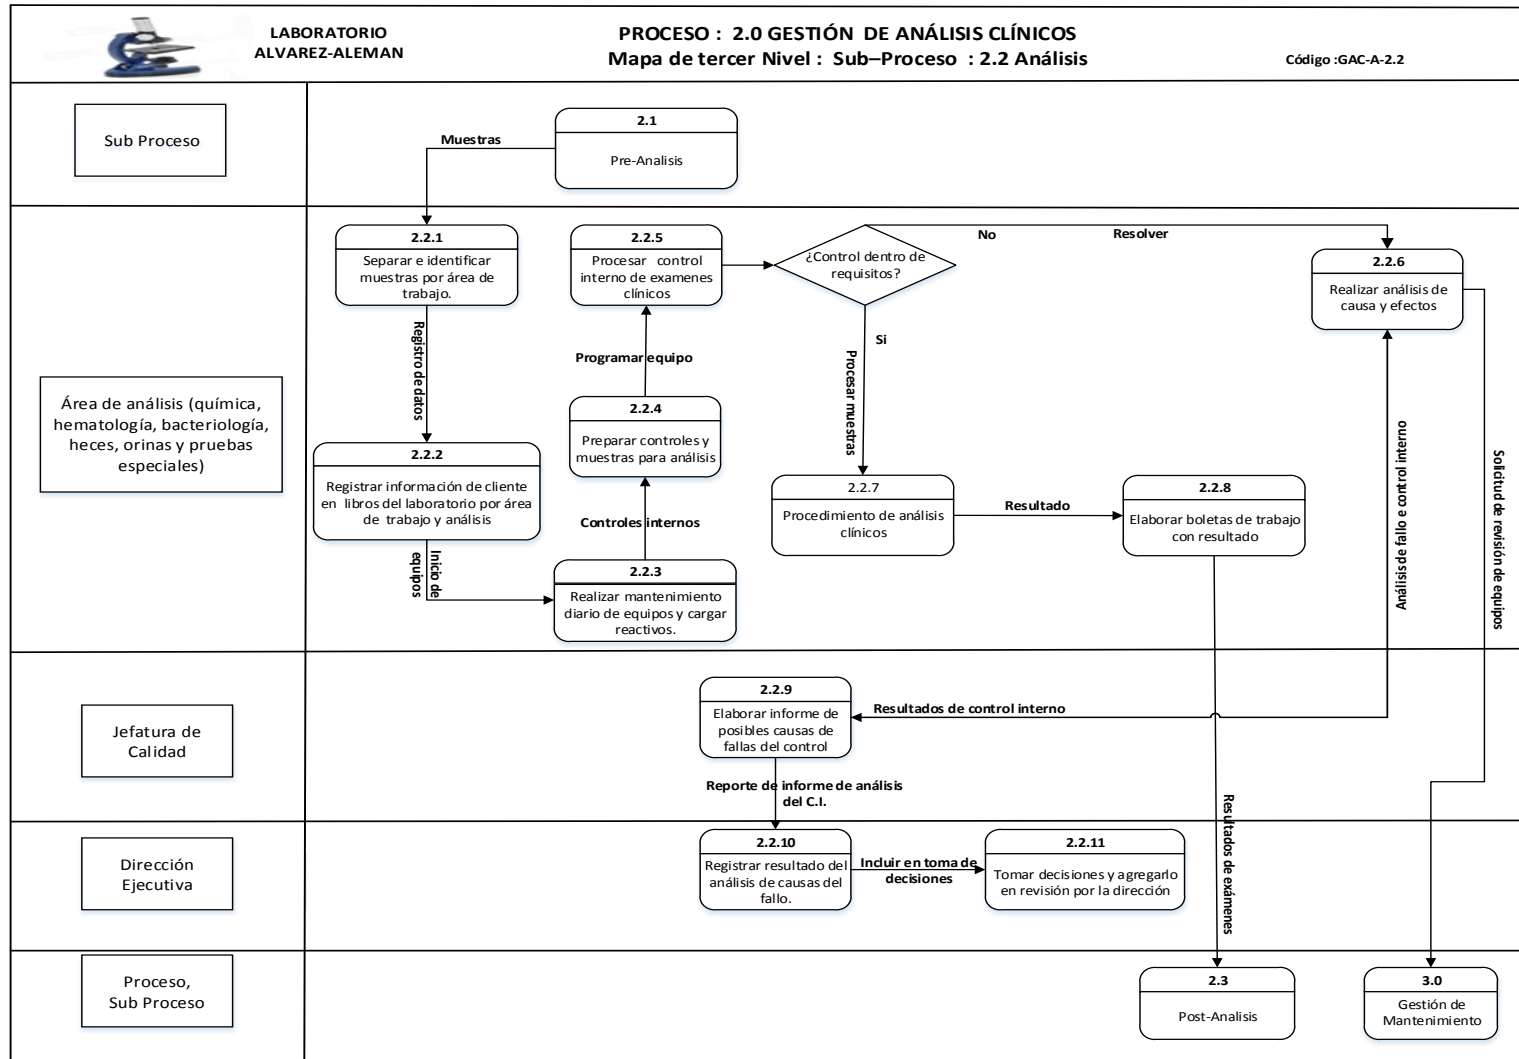 LABORATORIO
ALVAREZ-ALEMAN
PROCESO : 2.0 GESTIÓN DE ANÁLISIS CLÍNICOS
Mapa de tercer Nivel : Sub–Proceso : 2.2 Análisis
Código :GAC-A-2.2
Sub Proceso
2.1
Pre-Analisis
Muestras
Área de análisis (química,
hematología, bacteriología,
heces, orinas y pruebas
especiales)
2.2.1
Separar e identificar
muestras por área de
trabajo.
Registro de datos
2.2.2
Registrar información de cliente
en libros del laboratorio por área
de trabajo y análisis
Inicio de
equipos
2.2.3
Realizar mantenimiento
diario de equipos y cargar
reactivos.
Controles internos
2.2.4
Preparar controles y
muestras para análisis
Programar equipo
2.2.5
Procesar control
interno de examenes
clínicos
¿Control dentro de
requisitos?
No
Resolver
Si
Procesar muestras
2.2.6
Realizar análisis de
causa y efectos
2.2.7
Procedimiento de análisis
clínicos
Resultado
2.2.8
Elaborar boletas de trabajo
con resultado
Análisis de fallo e control interno
Solicitud de revisión de equipos
Jefatura de
Calidad
2.2.9
Elaborar informe de
posibles causas de
fallas del control
Resultados de control interno
Reporte de informe de análisis
del C.I.
Dirección
Ejecutiva
2.2.10
Registrar resultado del
análisis de causas del
fallo.
Incluir en toma de
decisiones
2.2.11
Tomar decisiones y agregarlo
en revisión por la dirección
Resultados de exámenes
Proceso,
Sub Proceso
2.3
Post-Analisis
3.0
Gestión de
Mantenimiento